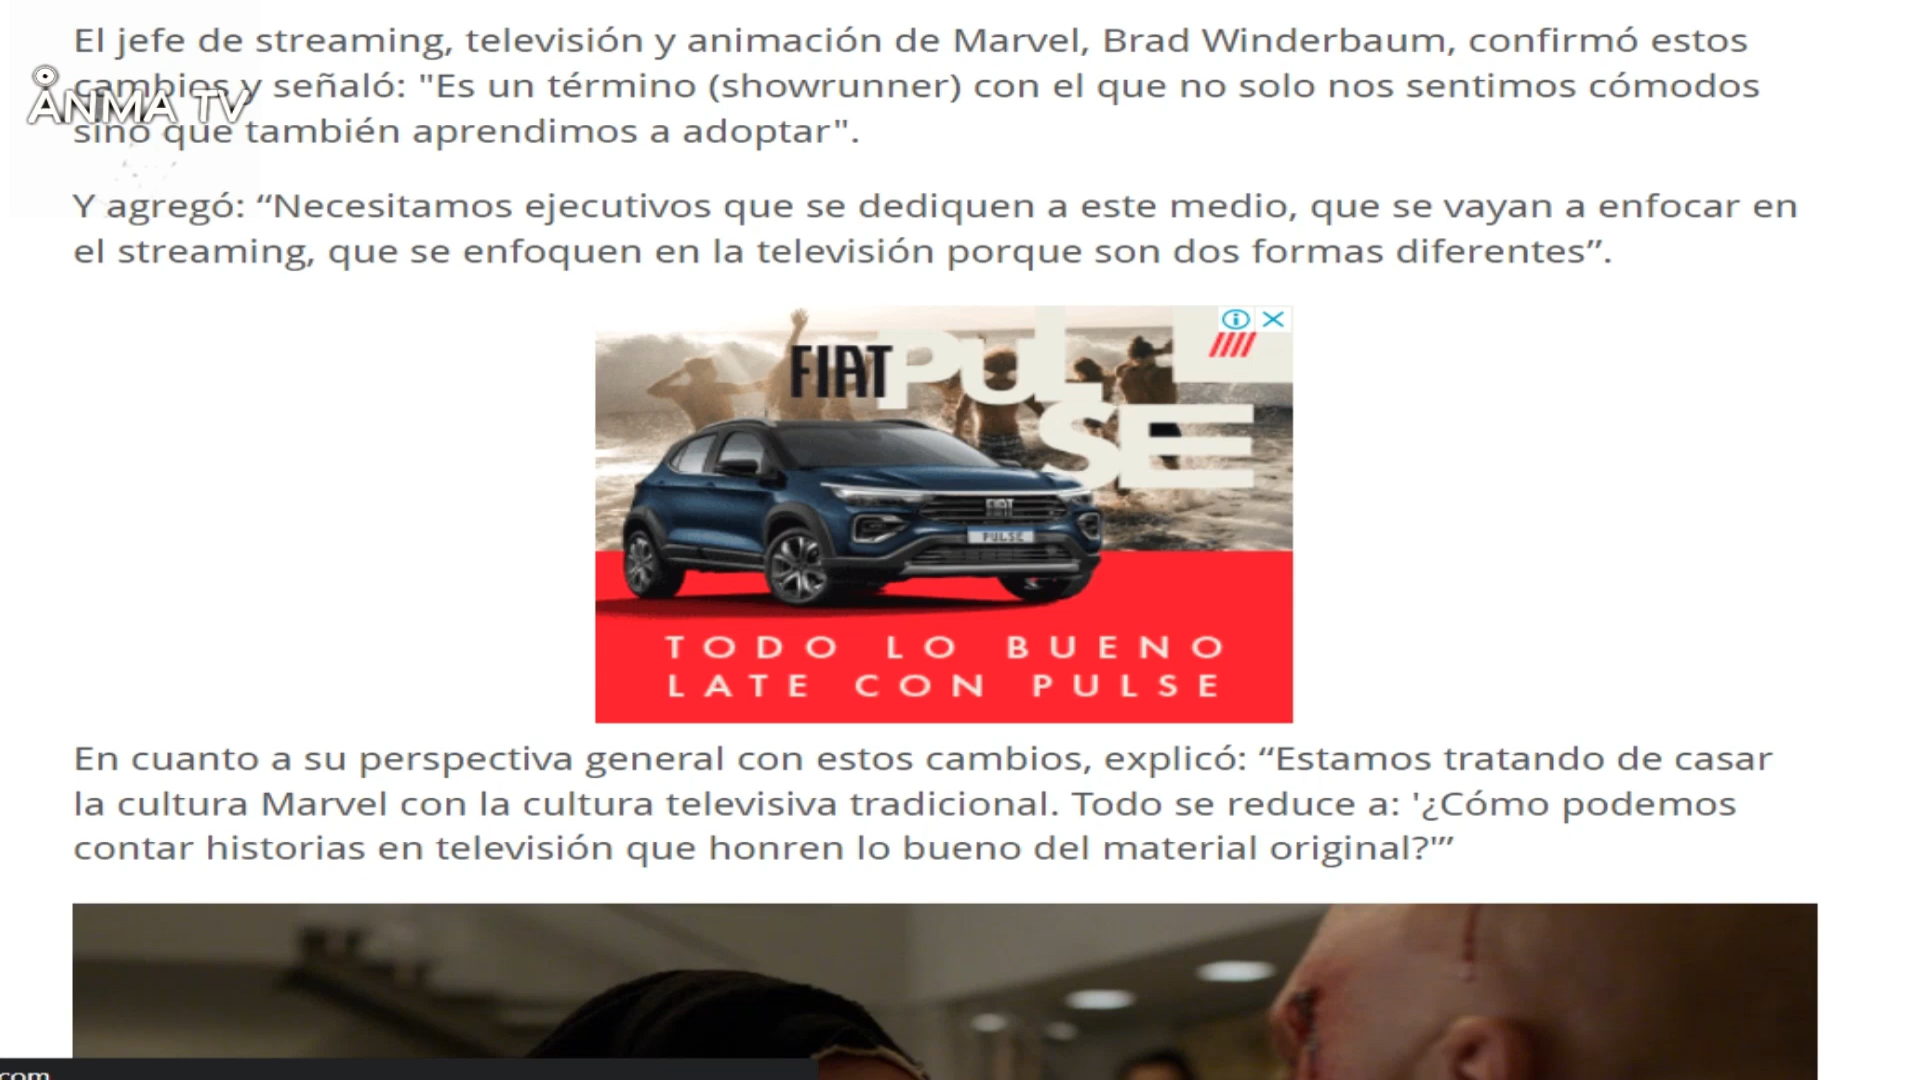 El jefe de streaming, televisión y animación de Marvel, Brad Winderbaum, confirmó estos
cambios y señaló: "Es un término (showrunner) con el que no solo nos sentimos cómodos
ANMA TV
sino que también aprendimos a adoptar".
Y agregó: “Necesitamos ejecutivos que se dediquen a este medio, que se vayan a enfocar en
el streaming, que se enfoquen en la televisión porque son dos formas diferentes”.
FIAT PUL
SE
FIAT
PULSE
TODO LO BUENO
LATE CON PULSE
En cuanto a su perspectiva general con estos cambios, explicó: “Estamos tratando de casar
la cultura Marvel con la cultura televisiva tradicional. Todo se reduce a: '¿Cómo podemos
contar historias en televisión que honren lo bueno del material original?'”
.com